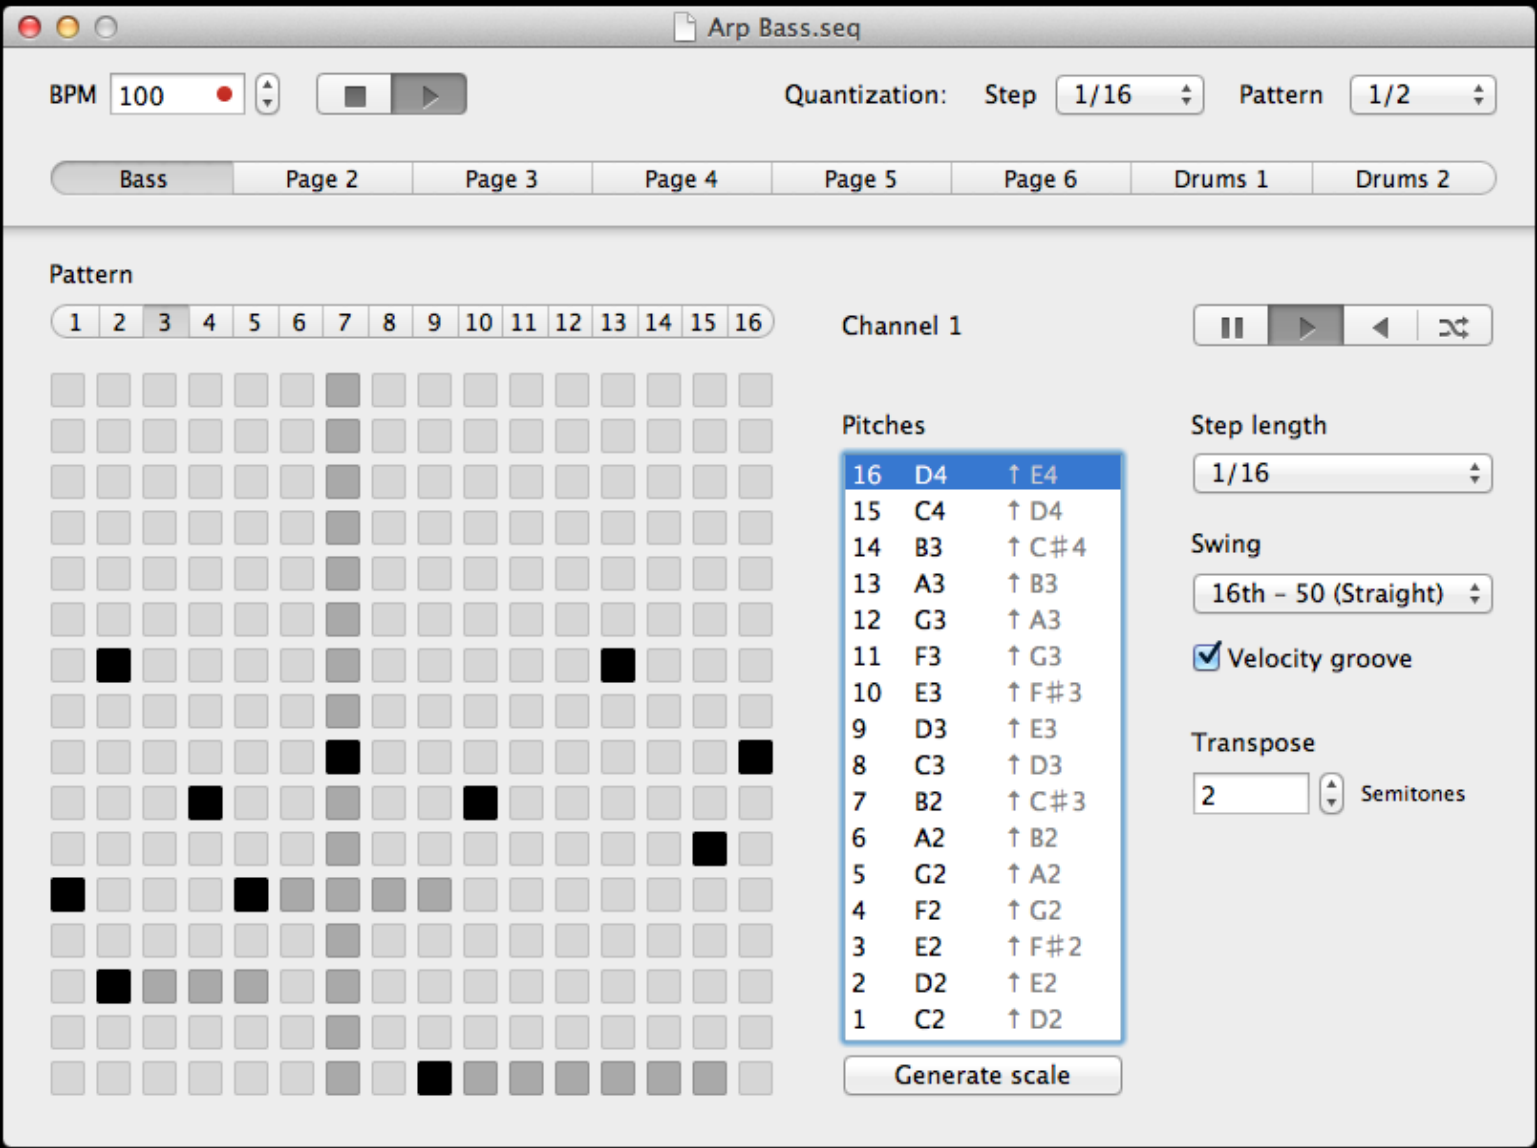 Arp Bass.seq
BPM 100 Quantization: Step 1/16 Pattern 1/2
Bass Page 2 Page 3 Page 4 Page 5 Page 6 Drums 1 Drums 2
Pattern
1 2 3 4 5 6 7 8 9 10 11 12 13 14 15 16
Channel 1
Pitches
16 D4 ↑ E4
15 C4 ↑ D4
14 B3 ↑ C♯4
13 A3 ↑ B3
12 G3 ↑ A3
11 F3 ↑ G3
10 E3 ↑ F♯3
9 D3 ↑ E3
8 C3 ↑ D3
7 B2 ↑ C♯3
6 A2 ↑ B2
5 G2 ↑ A2
4 F2 ↑ G2
3 E2 ↑ F♯2
2 D2 ↑ E2
1 C2 ↑ D2
Generate scale
Step length
1/16
Swing
16th – 50 (Straight)
Velocity groove
Transpose
2 Semitones